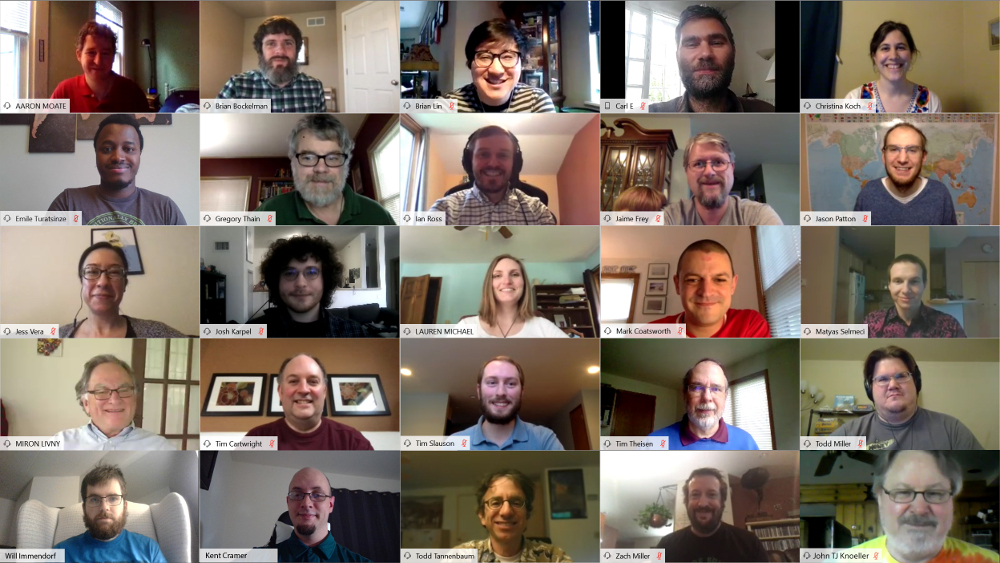 AARON MOATE
Brian Bockelman
Brian Lin
Carl E
Christina Koch
Emile Turatsinze
Gregory Thain
Ian Ross
Jaime Frey
Jason Patton
Jess Vera
Josh Karpel
LAUREN MICHAEL
Mark Coatsworth
Matyas Selmeci
MIRON LIVNY
Tim Cartwright
Tim Slauson
Tim Theisen
Todd Miller
Will Immendorf
Kent Cramer
Todd Tannenbaum
Zach Miller
John TJ Knoeller